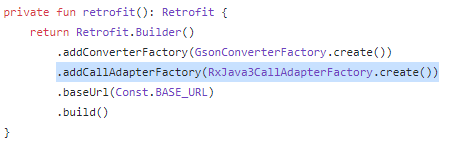 private fun retrofit(): Retrofit {
    return Retrofit.Builder()
        .addConverterFactory(GsonConverterFactory.create())
        .addCallAdapterFactory(RxJava3CallAdapterFactory.create())
        .baseUrl(Const.BASE_URL)
        .build()
}